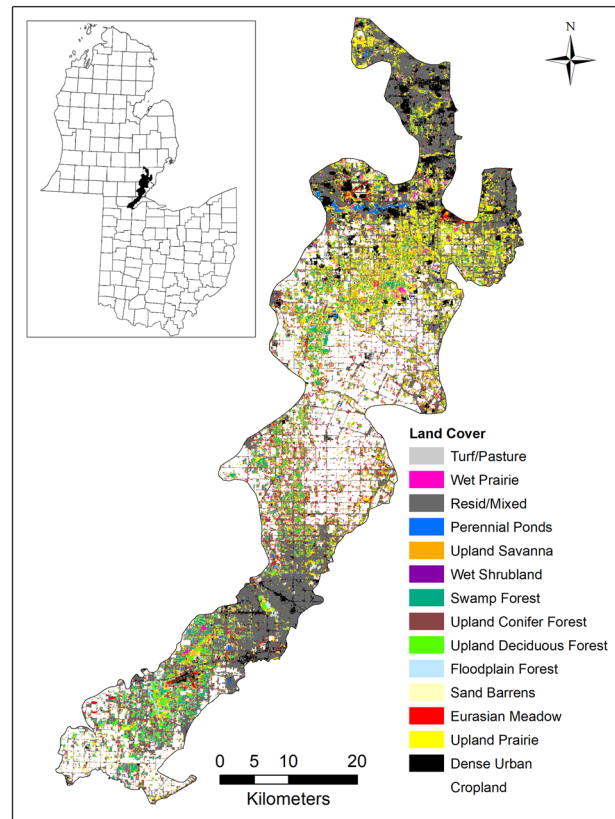 N
Land Cover
Turf/Pasture
Wet Prairie
Resid/Mixed
Perennial Ponds
Upland Savanna
Wet Shrubland
Swamp Forest
Upland Conifer Forest
Upland Deciduous Forest
Floodplain Forest
Sand Barrens
Eurasian Meadow
Upland Prairie
Dense Urban
Cropland
0 5 10 20
Kilometers